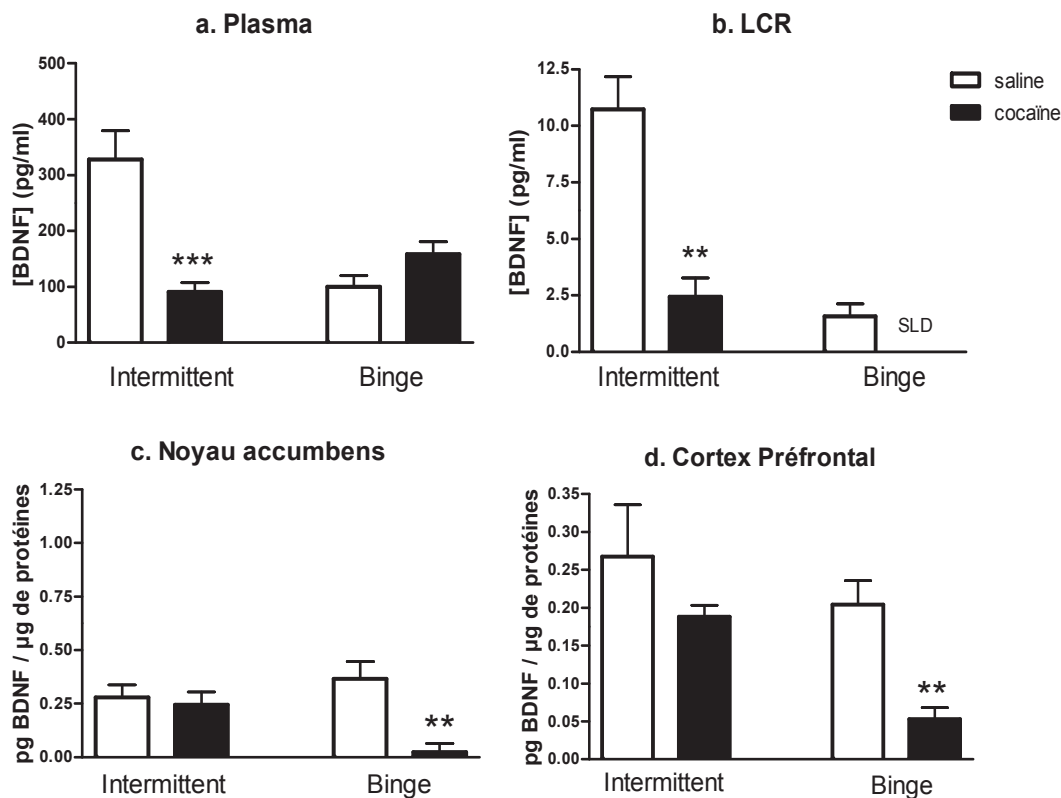 a. Plasma
500
400
300
200
100
0
[BDNF] (pg/ml)
***
Intermittent Binge
b. LCR
12.5
10.0
7.5
5.0
2.5
0.0
[BDNF] (pg/ml)
**
SLD
Intermittent Binge
saline
cocaïne
c. Noyau accumbens
1.25
1.00
0.75
0.50
0.25
0.00
pg BDNF / µg de protéines
**
Intermittent Binge
d. Cortex Préfrontal
0.35
0.30
0.25
0.20
0.15
0.10
0.05
0.00
pg BDNF / µg de protéines
**
Intermittent Binge